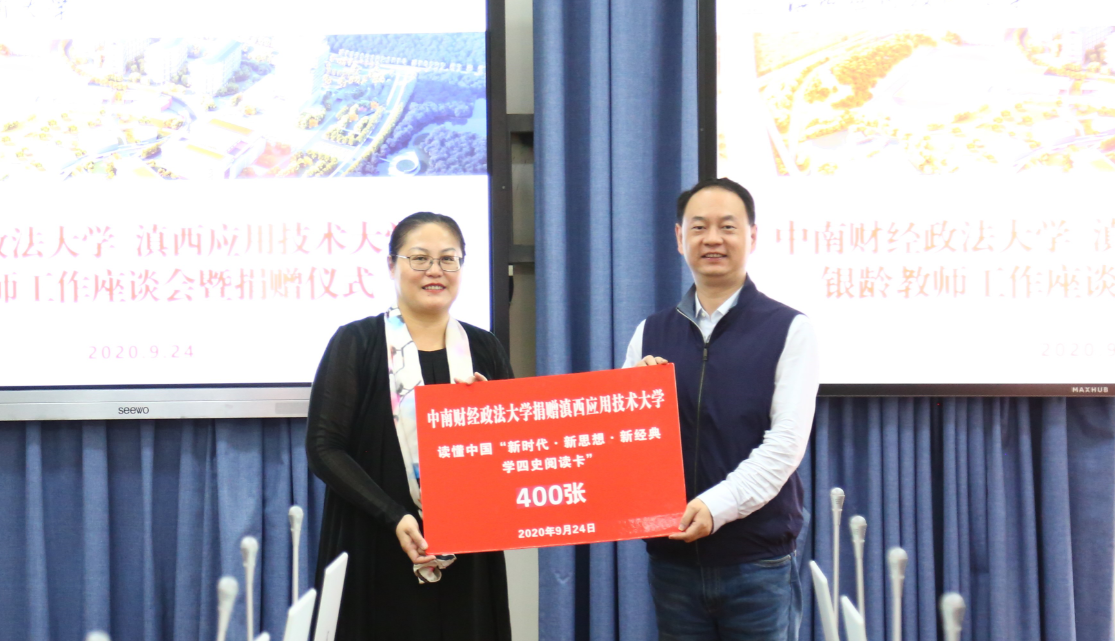 政法大学 滇西应用技术大学
师工作座谈会暨捐赠仪式
2020.9.24
seewo
中南财经政法大学
银龄教师工作座谈
2020.9
MAXHUB
中南财经政法大学捐赠滇西应用技术大学
读懂中国“新时代·新思想·新经典
学四史阅读卡”
400张
2020年9月24日